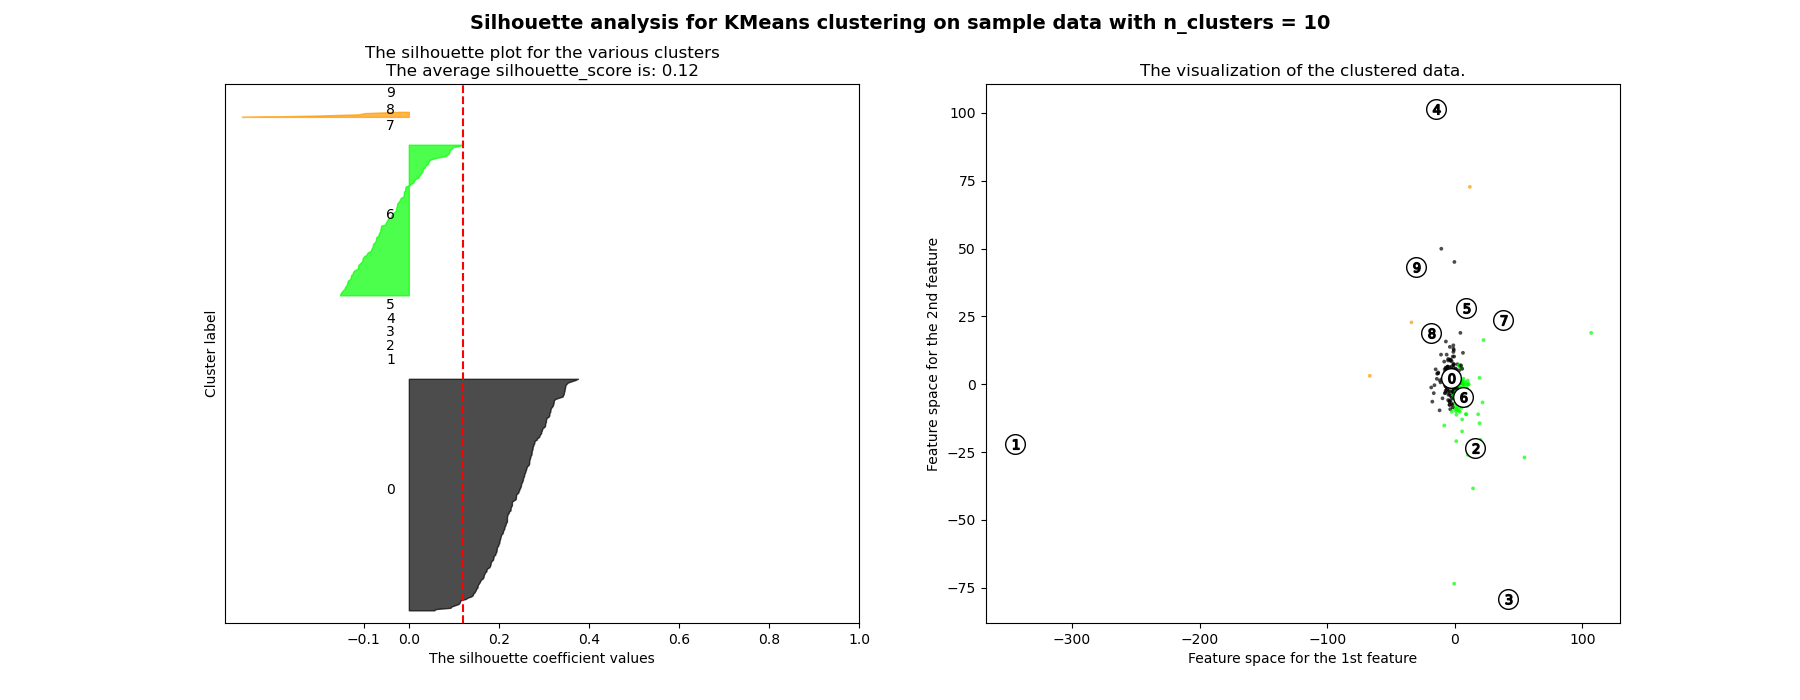 Silhouette analysis for KMeans clustering on sample data with n_clusters = 10
The silhouette plot for the various clusters
The average silhouette_score is: 0.12
9
8
7
6
5
4
3
2
1
0
Cluster label
−0.1 0.0 0.2 0.4 0.6 0.8 1.0
The silhouette coefficient values
The visualization of the clustered data.
100
75
50
25
0
−25
−50
−75
Feature space for the 2nd feature
4
9
5
7
8
0
6
1
2
3
−300 −200 −100 0 100
Feature space for the 1st feature